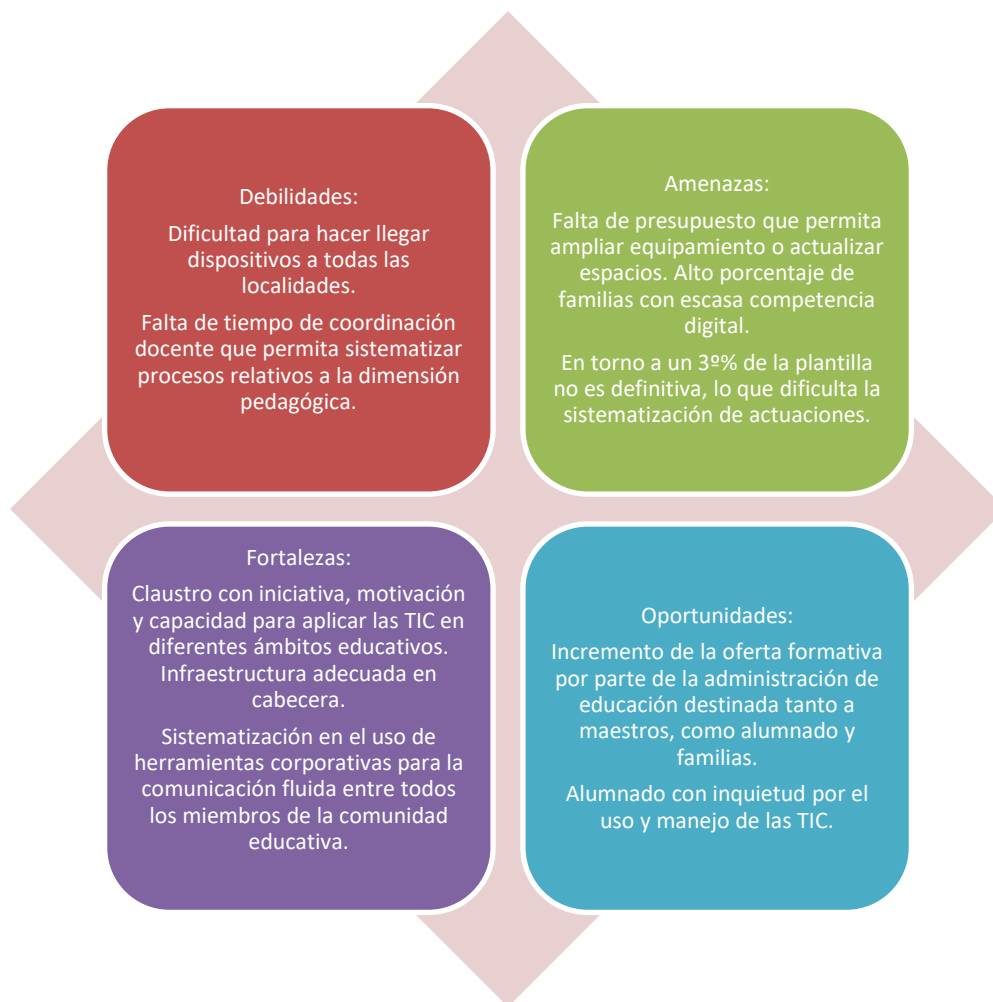 Debilidades:
Dificultad para hacer llegar
dispositivos a todas las
localidades.
Falta de tiempo de coordinación
docente que permita sistematizar
procesos relativos a la dimensión
pedagógica.
Amenazas:
Falta de presupuesto que permita
ampliar equipamiento o actualizar
espacios. Alto porcentaje de
familias con escasa competencia
digital.
En torno a un 3º% de la plantilla
no es definitiva, lo que dificulta la
sistematización de actuaciones.
Fortalezas:
Claustro con iniciativa, motivación
y capacidad para aplicar las TIC en
diferentes ámbitos educativos.
Infraestructura adecuada en
cabecera.
Sistematización en el uso de
herramientas corporativas para la
comunicación fluida entre todos
los miembros de la comunidad
educativa.
Oportunidades:
Incremento de la oferta formativa
por parte de la administración de
educación destinada tanto a
maestros, como alumnado y
familias.
Alumnado con inquietud por el
uso y manejo de las TIC.